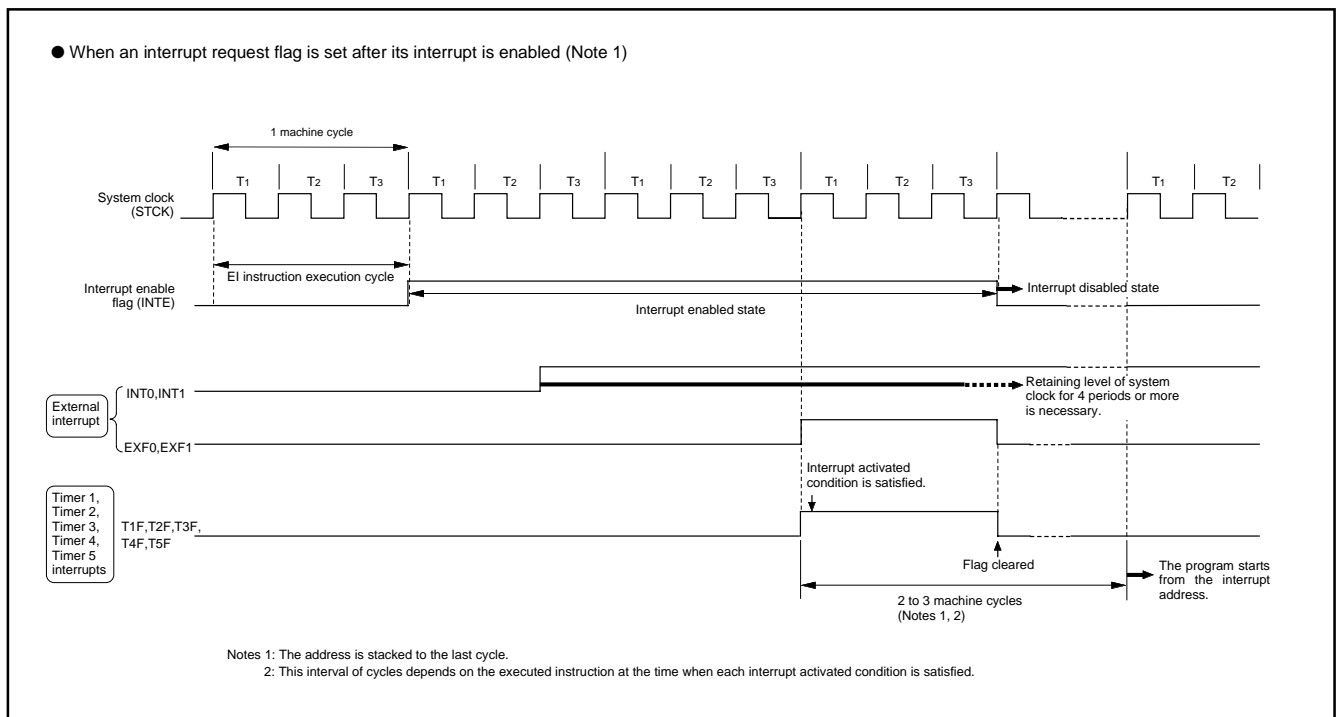 ● When an interrupt request flag is set after its interrupt is enabled (Note 1)
1 machine cycle
T1 T2 T3 T1 T2 T3 T1 T2 T3 T1 T2 T3 T1 T2
System clock
(STCK)
EI instruction execution cycle
Interrupt enable
flag (INTE)
Interrupt enabled state
Interrupt disabled state
External
interrupt
INT0,INT1
Retaining level of system
clock for 4 periods or more
is necessary.
EXF0,EXF1
Interrupt activated
condition is satisfied.
Timer 1,
Timer 2,
Timer 3,
Timer 4,
Timer 5
interrupts
T1F,T2F,T3F,
T4F,T5F
Flag cleared
2 to 3 machine cycles
(Notes 1, 2)
The program starts
from the interrupt
address.
Notes 1: The address is stacked to the last cycle.
2: This interval of cycles depends on the executed instruction at the time when each interrupt activated condition is satisfied.